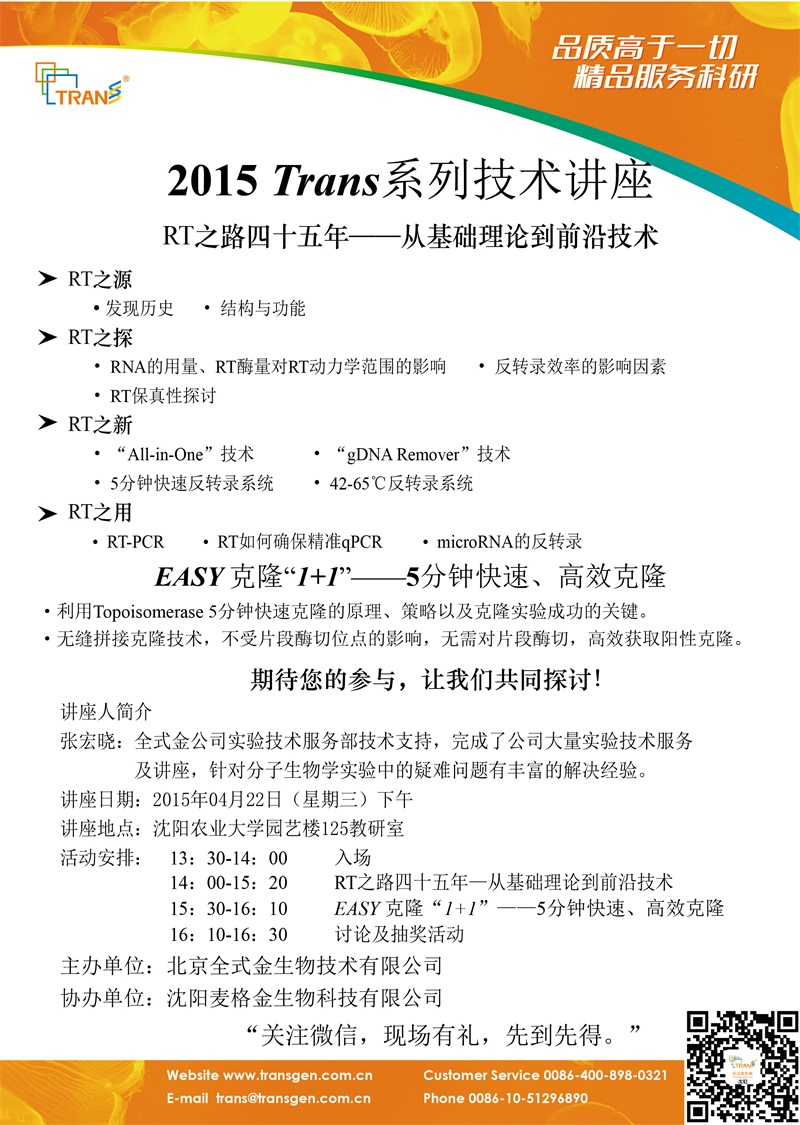 品质高于一切
精品服务科研
TRANS®
2015 Trans系列技术讲座
RT之路四十五年——从基础理论到前沿技术
➤ RT之源
• 发现历史 • 结构与功能
➤ RT之探
• RNA的用量、RT酶量对RT动力学范围的影响 • 反转录效率的影响因素
• RT保真性探讨
➤ RT之新
• “All-in-One”技术 • “gDNA Remover”技术
• 5分钟快速反转录系统 • 42-65℃反转录系统
➤ RT之用
• RT-PCR • RT如何确保精准qPCR • microRNA的反转录
EASY 克隆“1+1”——5分钟快速、高效克隆
• 利用Topoisomerase 5分钟快速克隆的原理、策略以及克隆实验成功的关键。
• 无缝拼接克隆技术，不受片段酶切位点的影响，无需对片段酶切，高效获取阳性克隆。
期待您的参与，让我们共同探讨！
讲座人简介
张宏晓：全式金公司实验技术服务部技术支持，完成了公司大量实验技术服务
及讲座，针对分子生物学实验中的疑难问题有丰富的解决经验。
讲座日期：2015年04月22日（星期三）下午
讲座地点：沈阳农业大学园艺楼125教研室
活动安排： 13：30-14：00 入场
14：00-15：20 RT之路四十五年—从基础理论到前沿技术
15：30-16：10 EASY 克隆“1+1”——5分钟快速、高效克隆
16：10-16：30 讨论及抽奖活动
主办单位：北京全式金生物技术有限公司
协办单位：沈阳麦格金生物科技有限公司
“关注微信，现场有礼，先到先得。”
Website www.transgen.com.cn Customer Service 0086-400-898-0321
E-mail trans@transgen.com.cn Phone 0086-10-51296890
TRANS